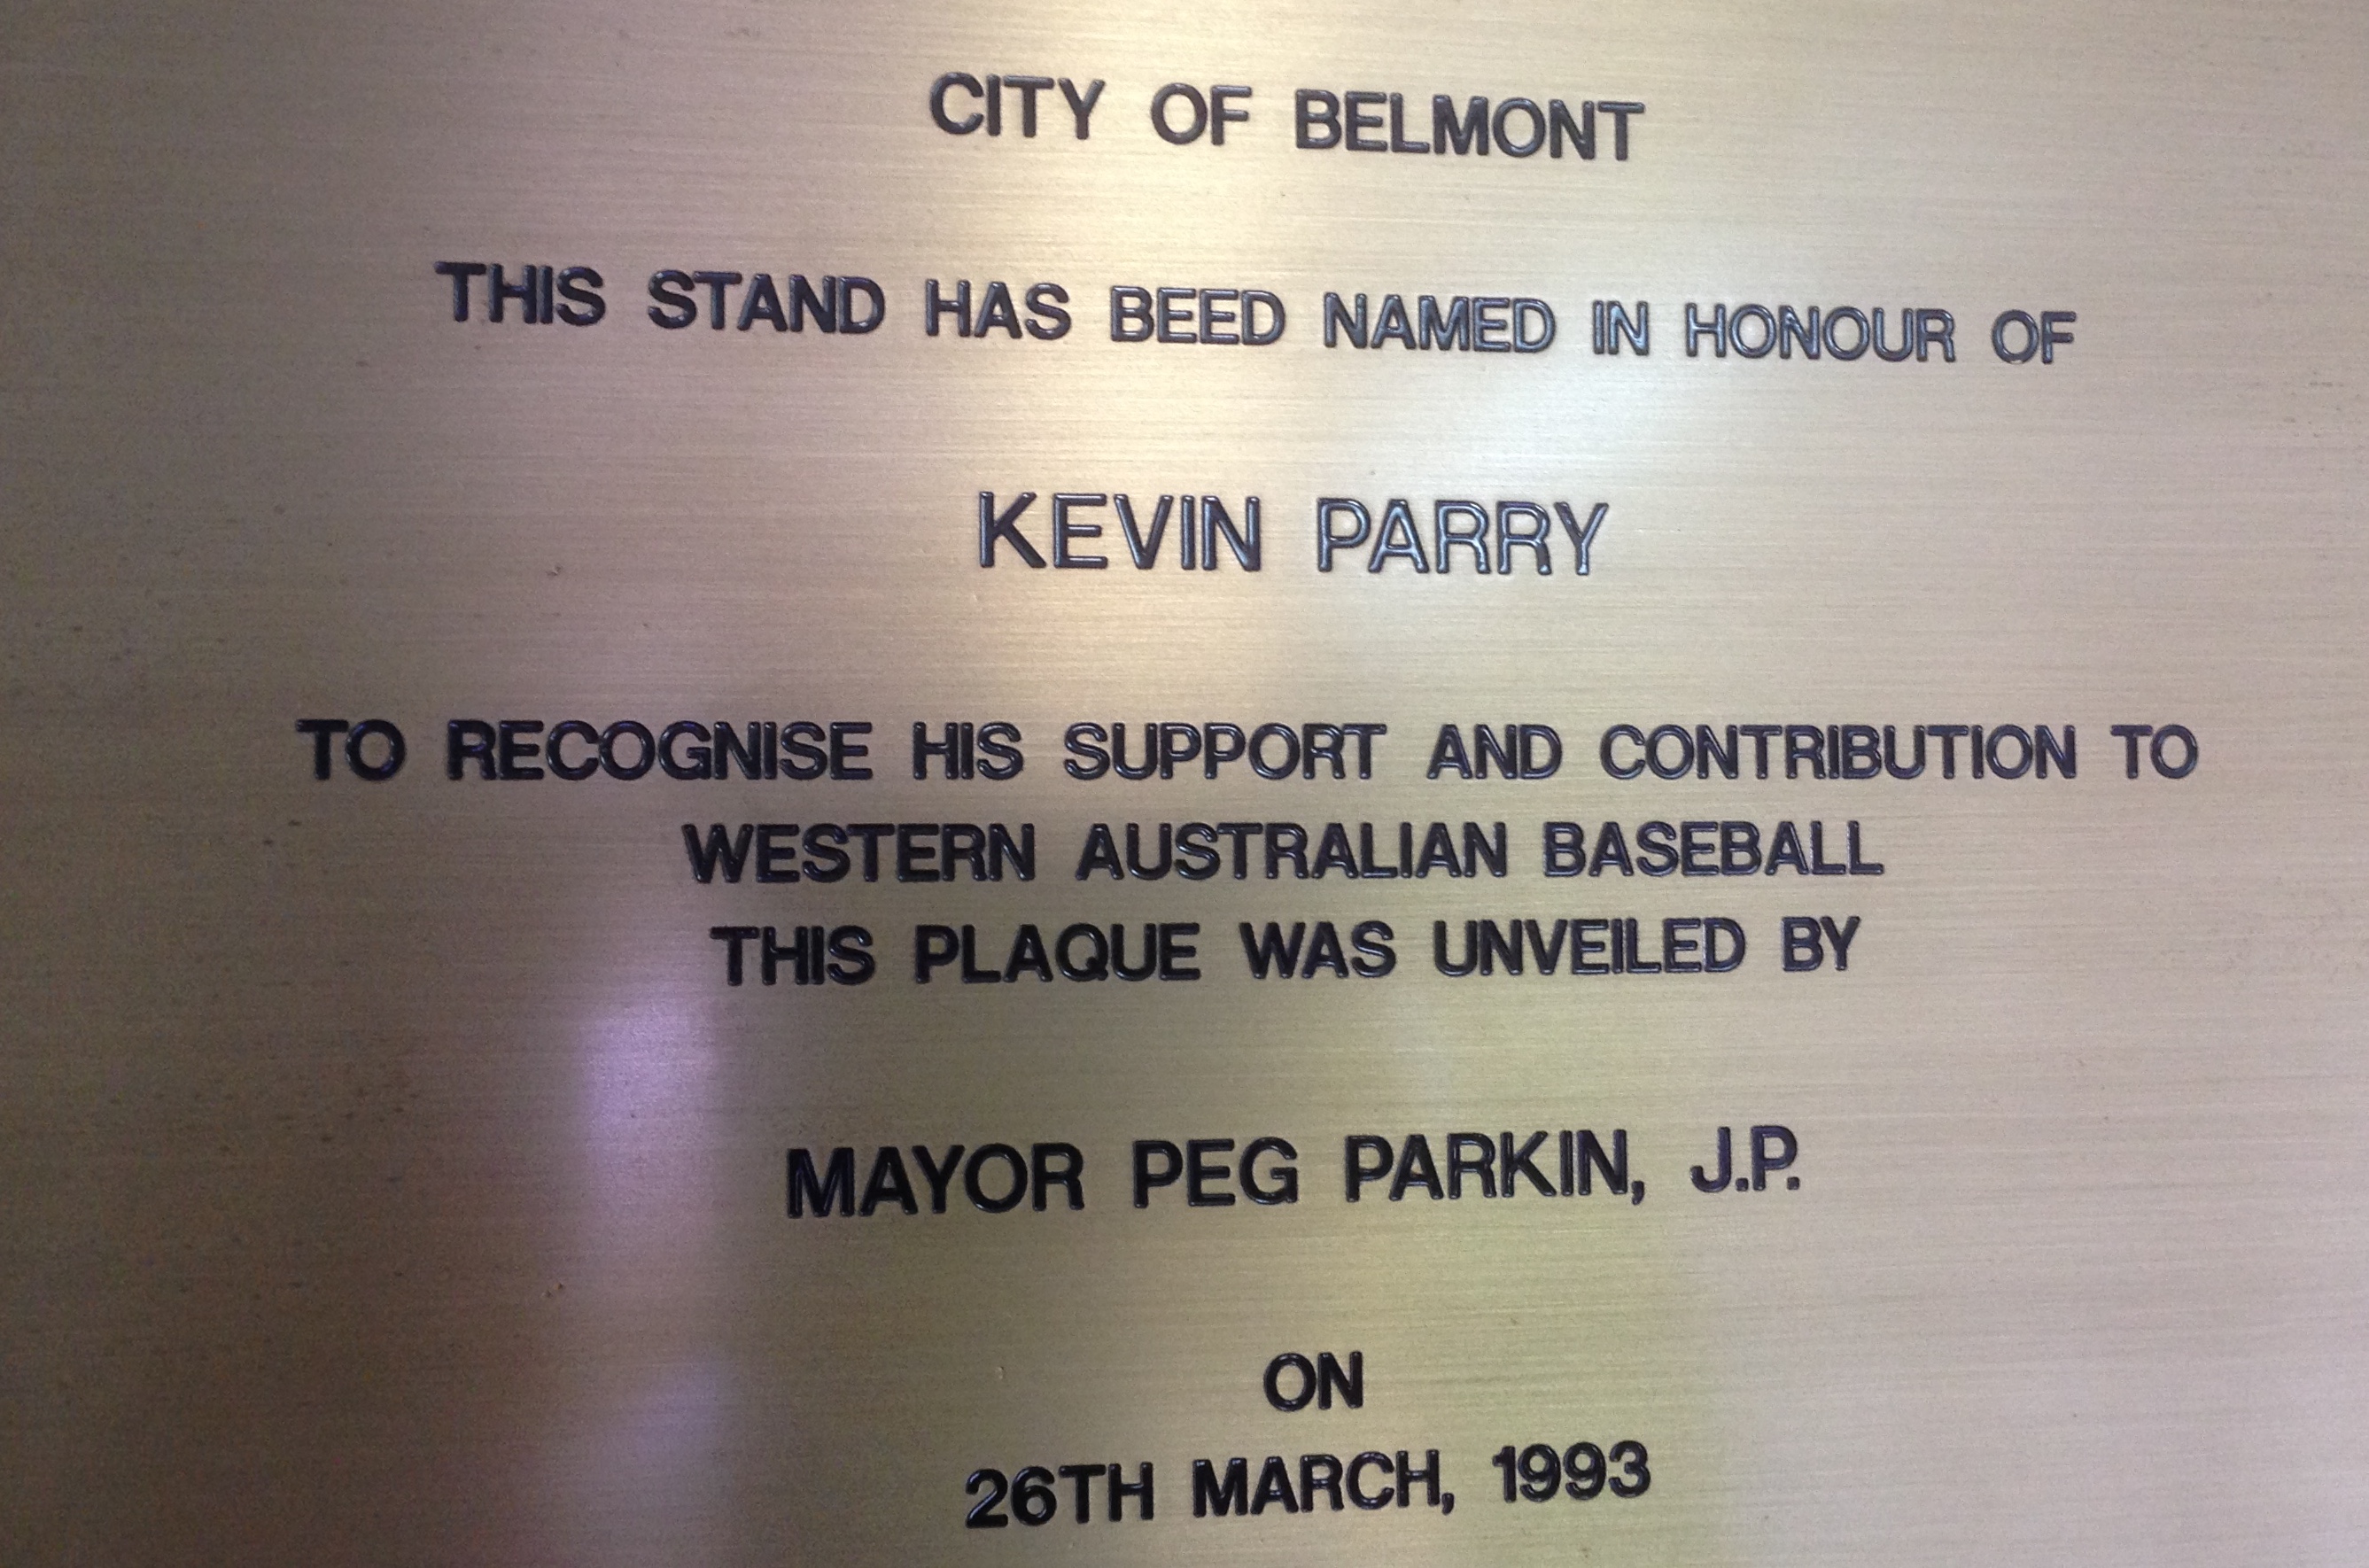 CITY OF BELMONT
THIS STAND HAS BEED NAMED IN HONOUR OF
KEVIN PARRY
TO RECOGNISE HIS SUPPORT AND CONTRIBUTION TO
WESTERN AUSTRALIAN BASEBALL
THIS PLAQUE WAS UNVEILED BY
MAYOR PEG PARKIN, J.P.
ON
26TH MARCH, 1993